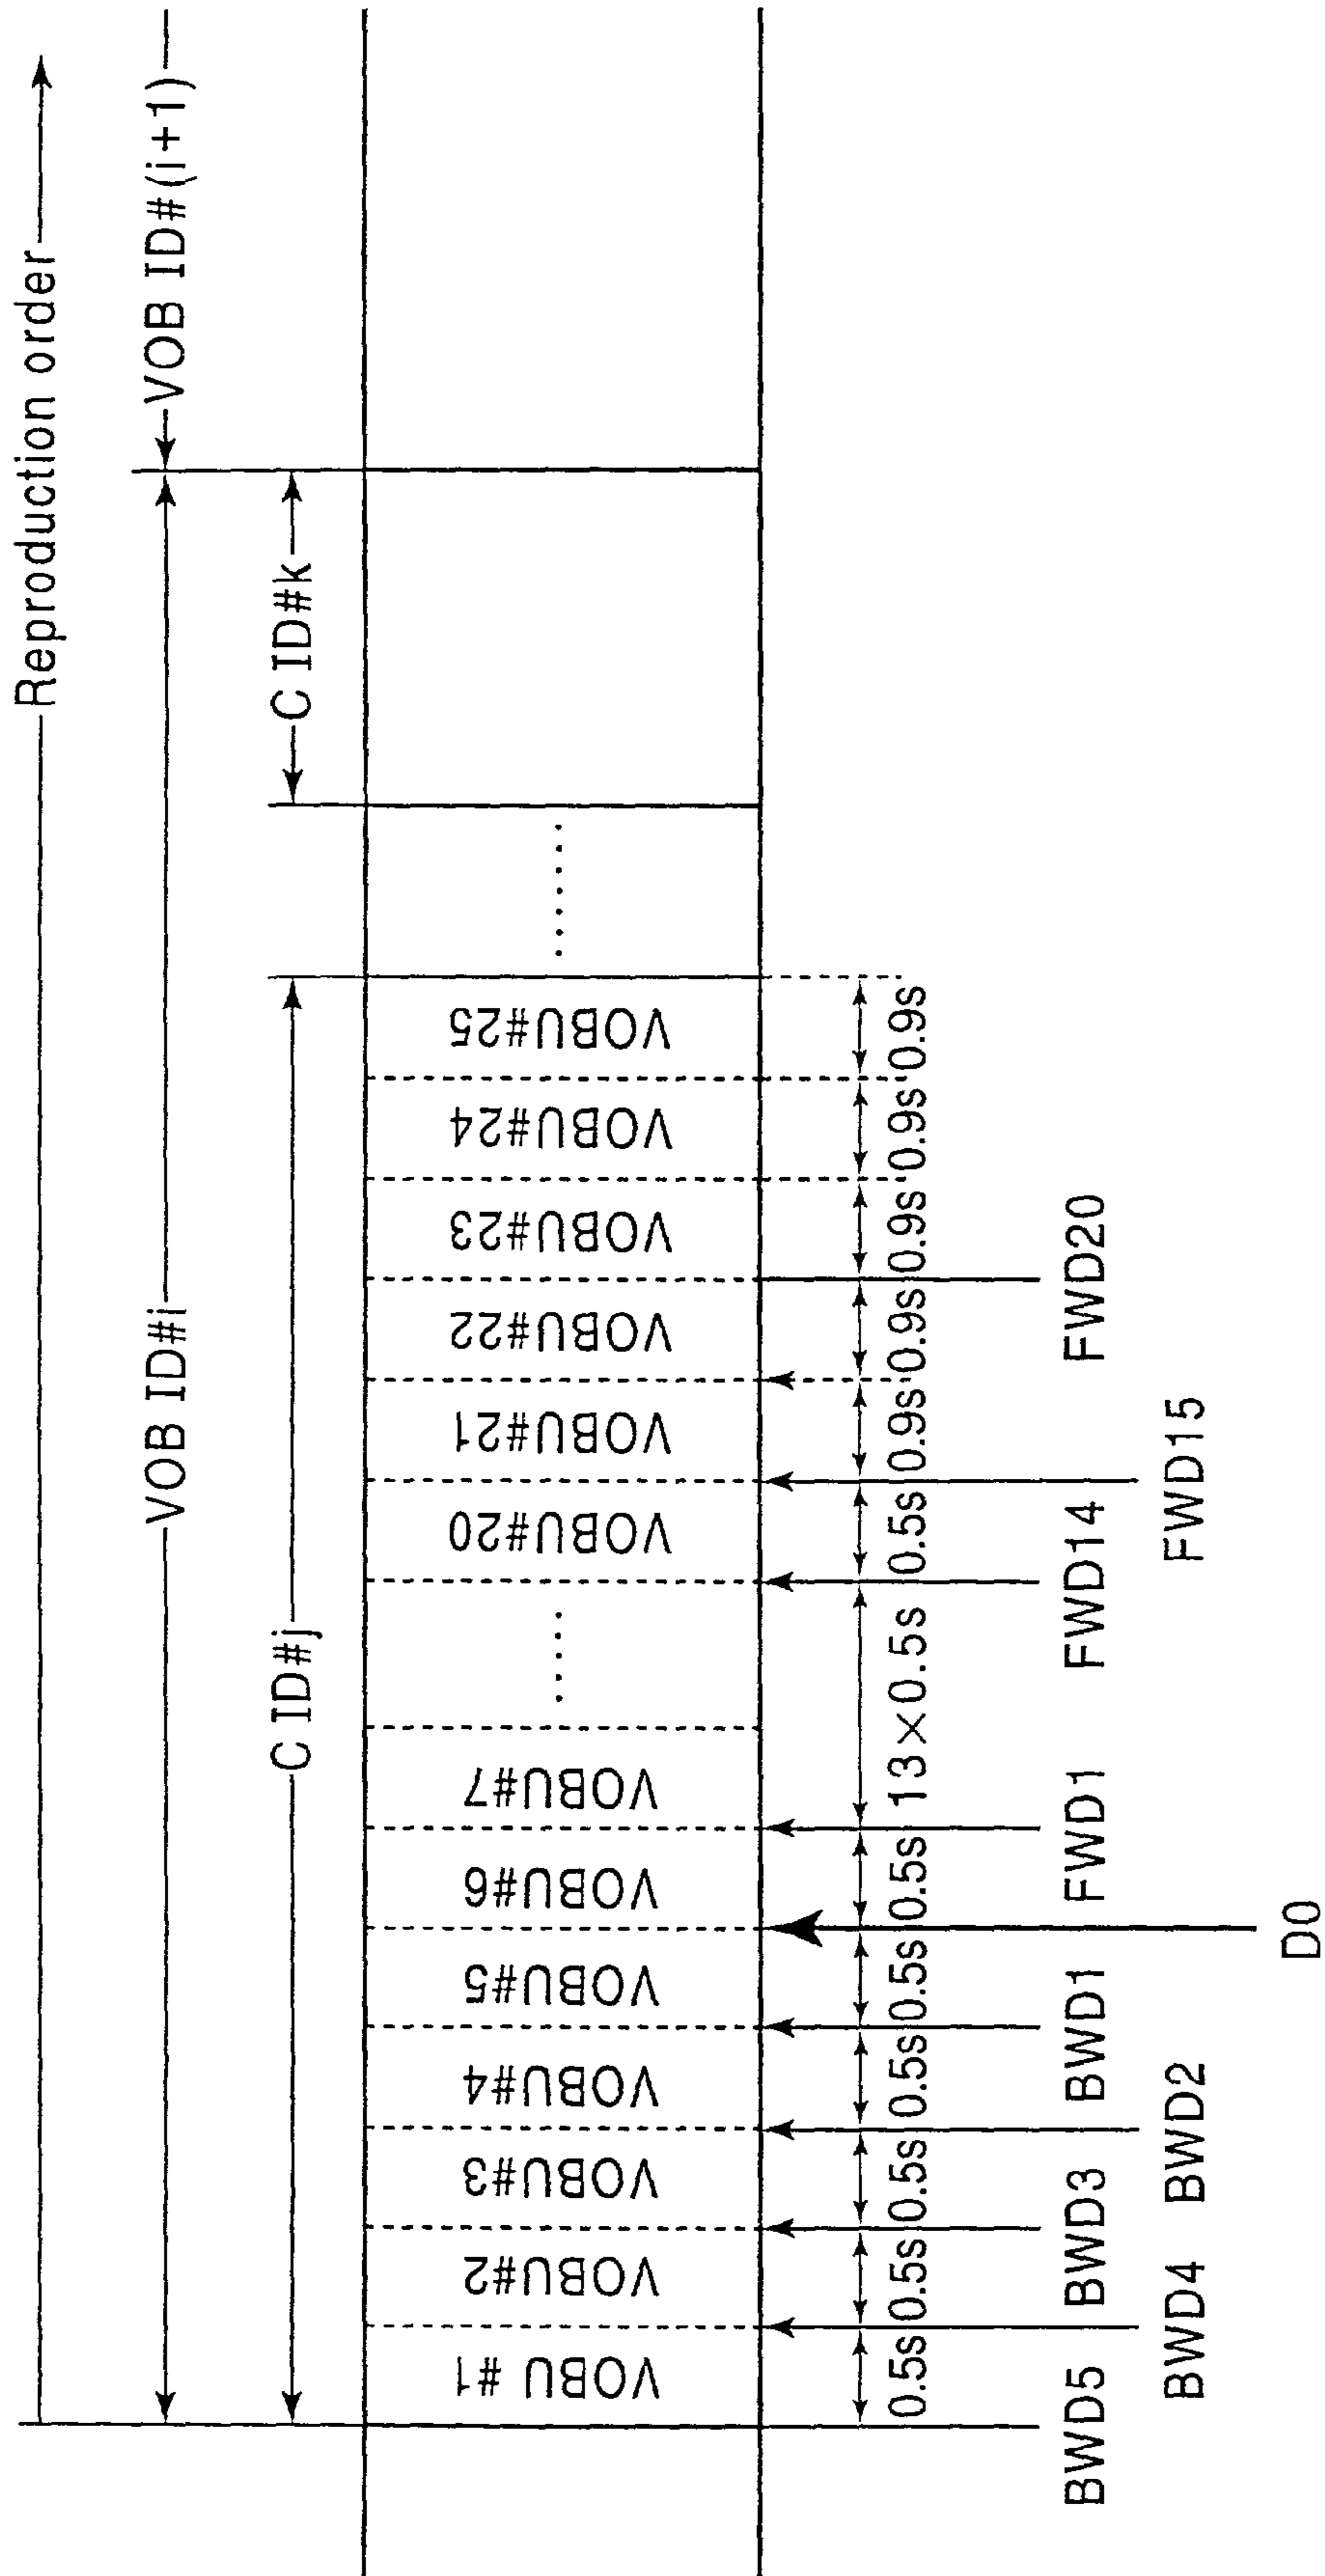 Reproduction order
VOB ID#i
VOB ID#(i+1)
C ID#j
C ID#k
VOBU #1
VOBU#2
VOBU#3
VOBU#4
VOBU#5
VOBU#6
VOBU#7
......
VOBU#20
VOBU#21
VOBU#22
VOBU#23
VOBU#24
VOBU#25
.......
0.5s
0.5s
0.5s
0.5s
0.5s
0.5s
13×0.5s
0.5s
0.9s
0.9s
0.9s
0.9s
0.9s
BWD5
BWD3
BWD1
FWD1
FWD14
FWD20
BWD4
BWD2
FWD15
D0